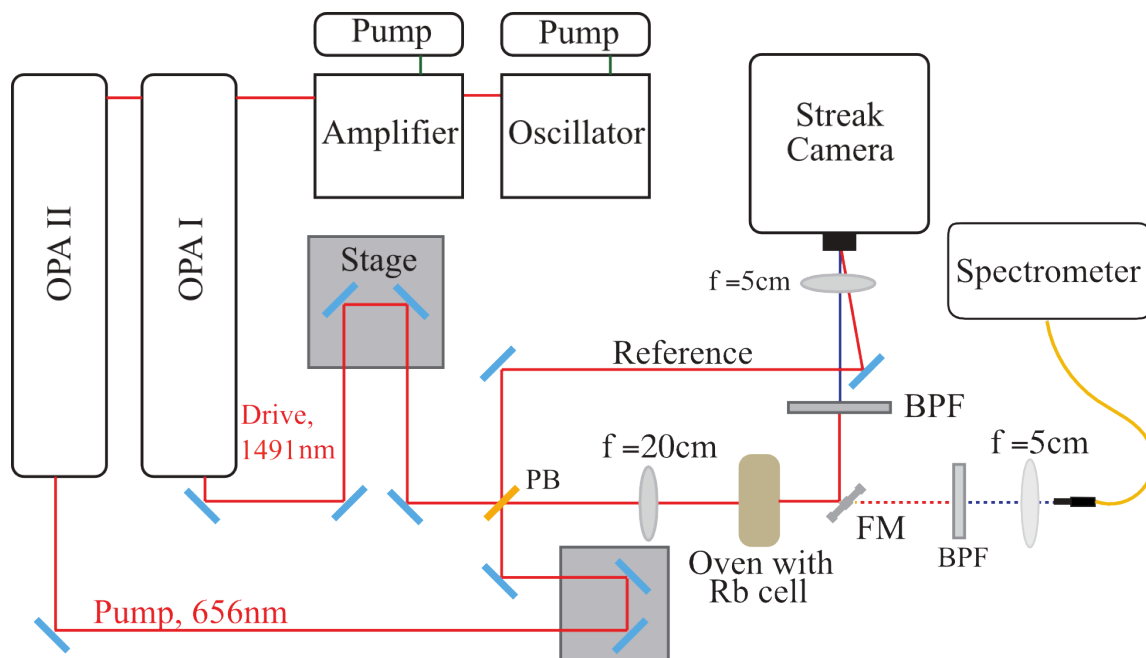 Pump
Pump
Amplifier
Oscillator
Streak
Camera
OPA II
OPA I
Stage
f =5cm
Spectrometer
Reference
Drive,
1491nm
BPF
f =20cm
f =5cm
PB
FM
BPF
Oven with
Rb cell
Pump, 656nm